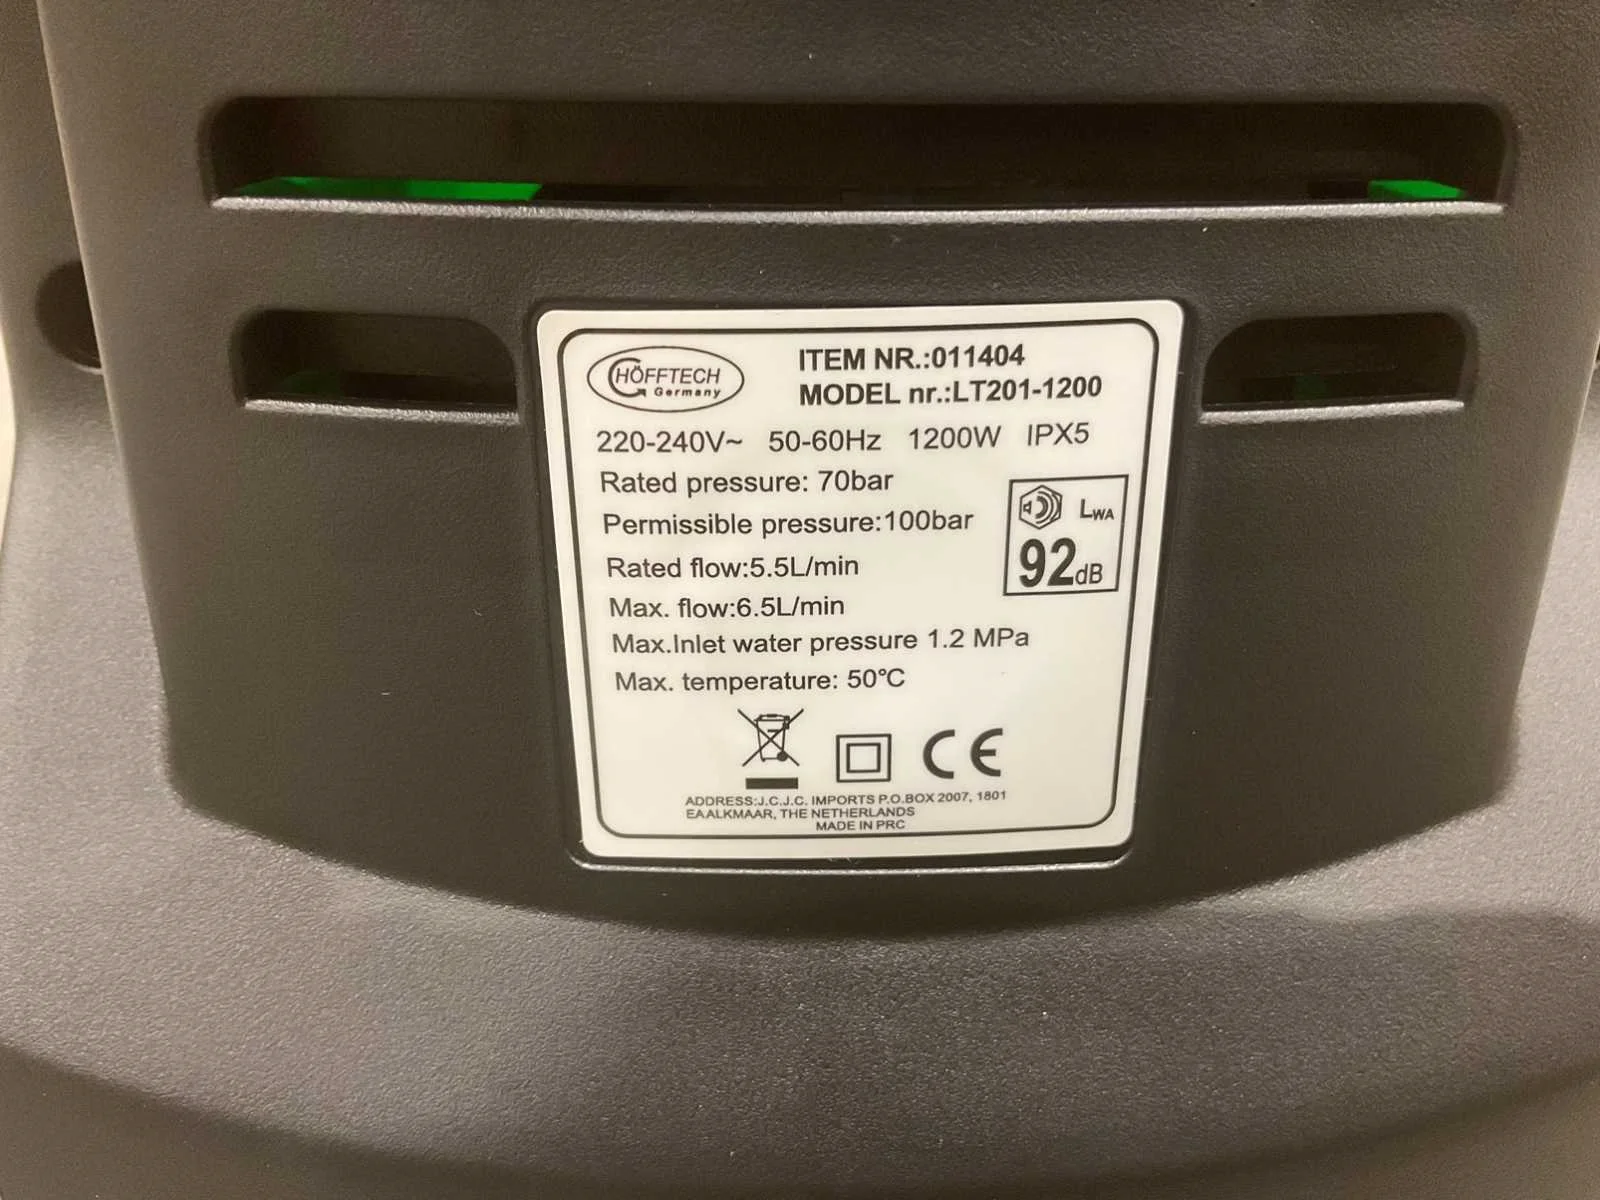 HÖFFTECH
Germany
ITEM NR.:011404
MODEL nr.:LT201-1200
220-240V~ 50-60Hz 1200W IPX5
Rated pressure: 70bar
Permissible pressure:100bar
LWA
92dB
Rated flow:5.5L/min
Max. flow:6.5L/min
Max.Inlet water pressure 1.2 MPa
Max. temperature: 50℃
CE
ADDRESS:J.C.J.C. IMPORTS P.O.BOX 2007, 1801
EAALKMAAR, THE NETHERLANDS
MADE IN PRC